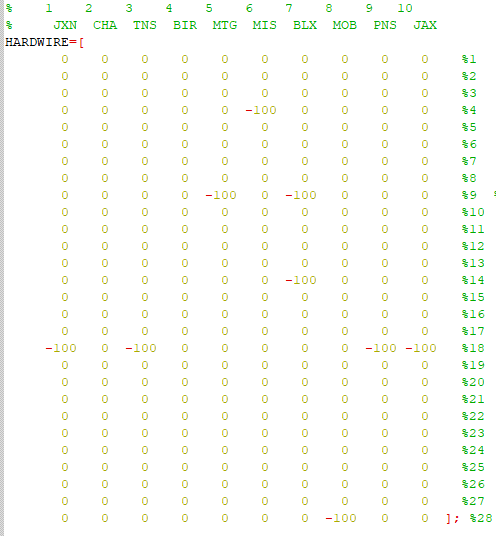 %    1    2    3    4    5    6    7    8    9   10
%     JXN  CHA  TNS  BIR  MTG  MIS  BLX  MOB  PNS  JAX
HARDWIRE=[
0 0 0 0 0 0 0 0 0 0 %1
0 0 0 0 0 0 0 0 0 0 %2
0 0 0 0 0 0 0 0 0 0 %3
0 0 0 0 0 -100 0 0 0 0 %4
0 0 0 0 0 0 0 0 0 0 %5
0 0 0 0 0 0 0 0 0 0 %6
0 0 0 0 0 0 0 0 0 0 %7
0 0 0 0 0 0 0 0 0 0 %8
0 0 0 0 -100 0 -100 0 0 0 %9
0 0 0 0 0 0 0 0 0 0 %10
0 0 0 0 0 0 0 0 0 0 %11
0 0 0 0 0 0 0 0 0 0 %12
0 0 0 0 0 0 0 0 0 0 %13
0 0 0 0 0 0 -100 0 0 0 %14
0 0 0 0 0 0 0 0 0 0 %15
0 0 0 0 0 0 0 0 0 0 %16
0 0 0 0 0 0 0 0 0 0 %17
-100 0 -100 0 0 0 0 0 -100 -100 %18
0 0 0 0 0 0 0 0 0 0 %19
0 0 0 0 0 0 0 0 0 0 %20
0 0 0 0 0 0 0 0 0 0 %21
0 0 0 0 0 0 0 0 0 0 %22
0 0 0 0 0 0 0 0 0 0 %23
0 0 0 0 0 0 0 0 0 0 %24
0 0 0 0 0 0 0 0 0 0 %25
0 0 0 0 0 0 0 0 0 0 %26
0 0 0 0 0 0 0 0 0 0 %27
0 0 0 0 0 0 0 -100 0 0 ]; %28